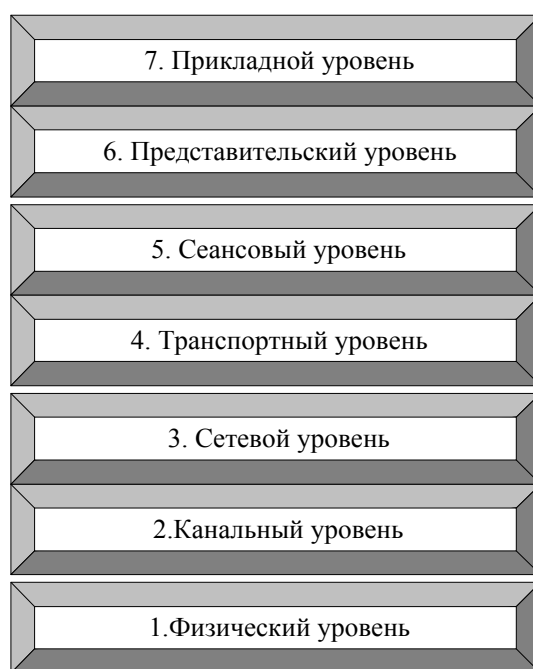 7. Прикладной уровень
6. Представительский уровень
5. Сеансовый уровень
4. Транспортный уровень
3. Сетевой уровень
2.Канальный уровень
1.Физический уровень